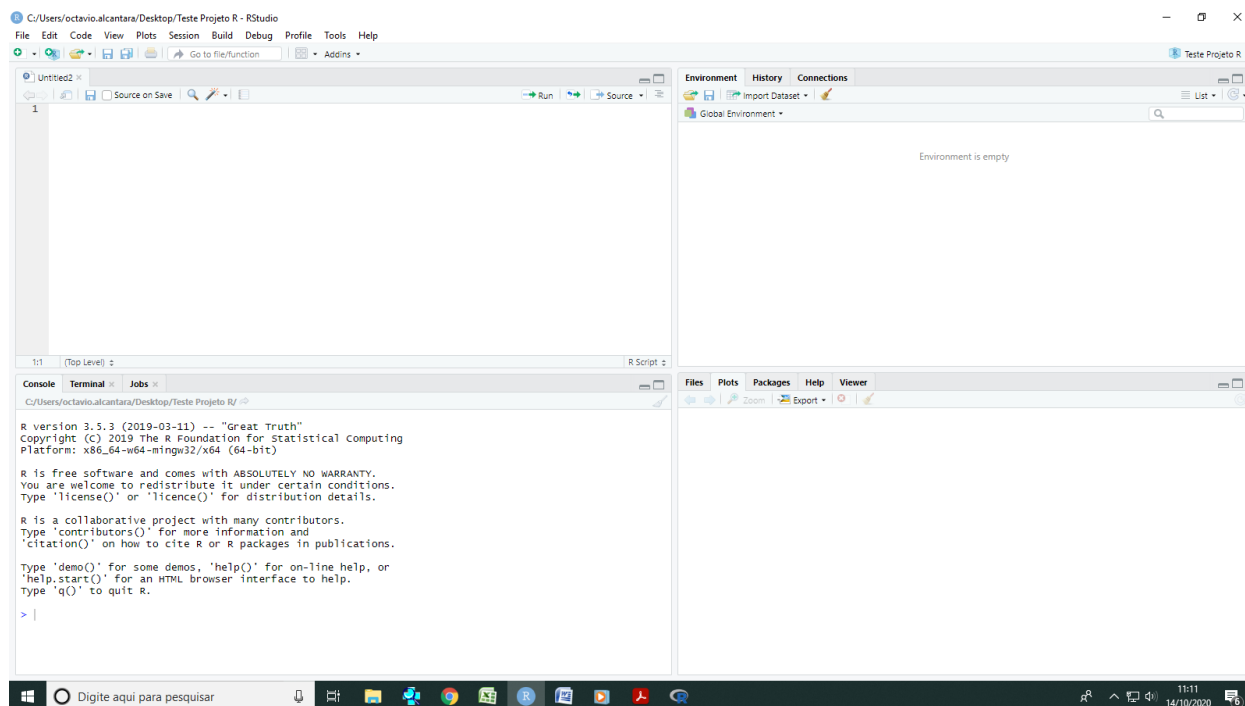 C:/Users/octavio.alcantara/Desktop/Teste Projeto R - RStudio
File Edit Code View Plots Session Build Debug Profile Tools Help
Go to file/function Addins Teste Projeto R
Untitled2
Source on Save Run Source
1
1:1 (Top Level) R Script
Environment History Connections
Import Dataset List
Global Environment
Environment is empty
Console Terminal Jobs
C:/Users/octavio.alcantara/Desktop/Teste Projeto R/
R version 3.5.3 (2019-03-11) -- "Great Truth"
Copyright (C) 2019 The R Foundation for Statistical Computing
Platform: x86_64-w64-mingw32/x64 (64-bit)
R is free software and comes with ABSOLUTELY NO WARRANTY.
You are welcome to redistribute it under certain conditions.
Type 'license()' or 'licence()' for distribution details.
R is a collaborative project with many contributors.
Type 'contributors()' for more information and
'citation()' on how to cite R or R packages in publications.
Type 'demo()' for some demos, 'help()' for on-line help, or
'help.start()' for an HTML browser interface to help.
Type 'q()' to quit R.
>
Files Plots Packages Help Viewer
Zoom Export
Digite aqui para pesquisar
11:11
14/10/2020
6